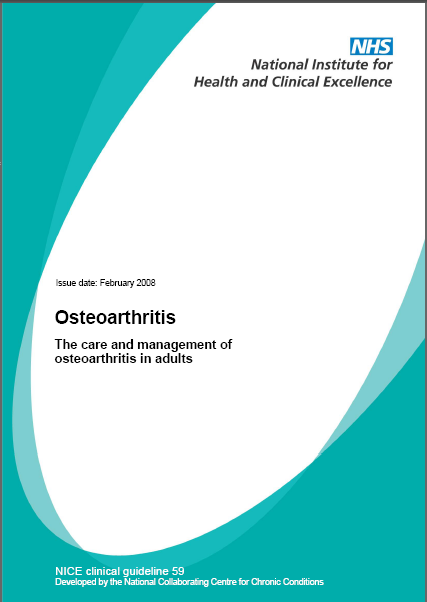 NHS
National Institute for
Health and Clinical Excellence
Issue date: February 2008
Osteoarthritis
The care and management of
osteoarthritis in adults
NICE clinical guideline 59
Developed by the National Collaborating Centre for Chronic Conditions